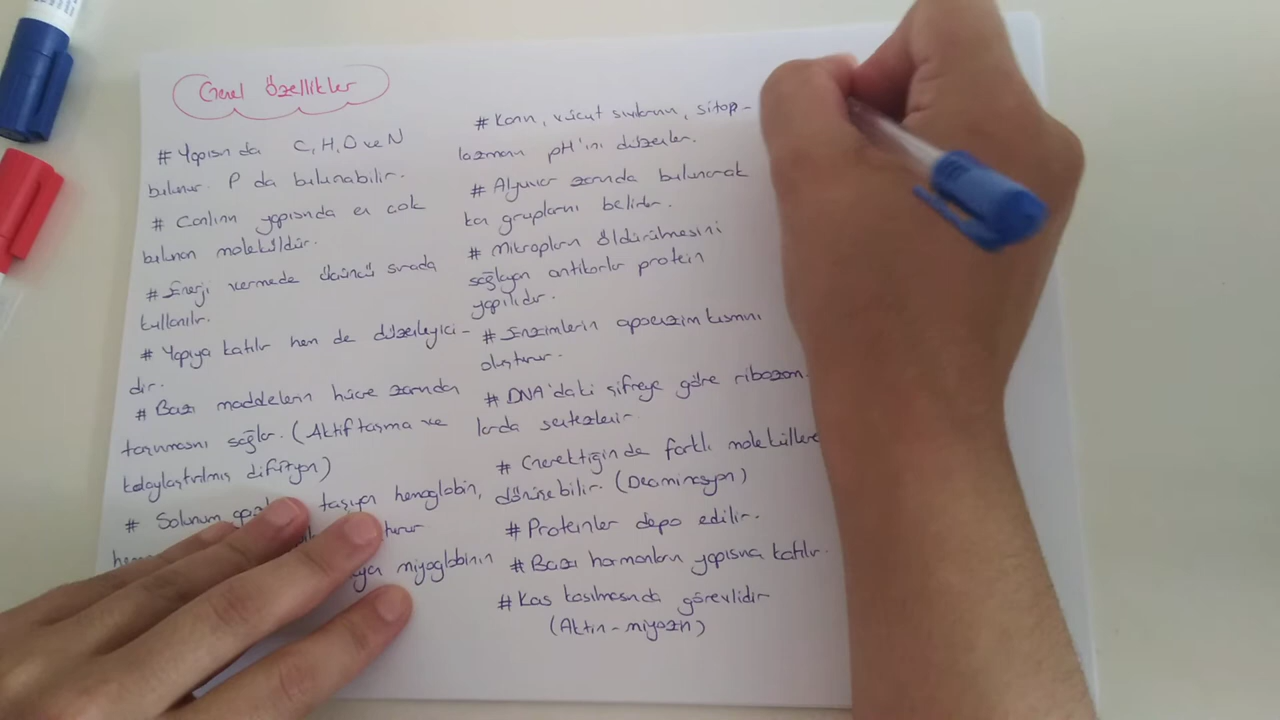 Genel Özellikler
# Yapısında C, H, O ve N
bulunur. P da bulunabilir.
# Canlının yapısında en çok
bulunan moleküldür.
# Enerji vermede üçüncü sırada
kullanılır.
# Yapıya katılır hem de düzenleyici-
dir.
# Bazı maddelerin hücre zarında
taşınmasını sağlar. (Aktif taşıma ve
kolaylaştırılmış difüzyon)
# Solunum taşıyan hemoglobin,
miyoglobinin
# Kanın, vücut sıvılarının, sitop-
lazmanın pH'ını düzenler.
# Alyuvar zarında bulunarak
kan gruplarını belirler.
# Mikropların öldürülmesini
sağlayan antikorlar protein
yapılıdır.
# Enzimlerin apoenzim kısmını
oluşturur.
# DNA'daki şifreye göre ribozom-
larda sentezlenir.
# Gerektiğinde farklı moleküllere
dönüşebilir. (Deaminasyon)
# Proteinler depo edilir.
# Bazı hormonların yapısına katılır.
# Kas kasılmasında görevlidir
(Aktin - miyozin)